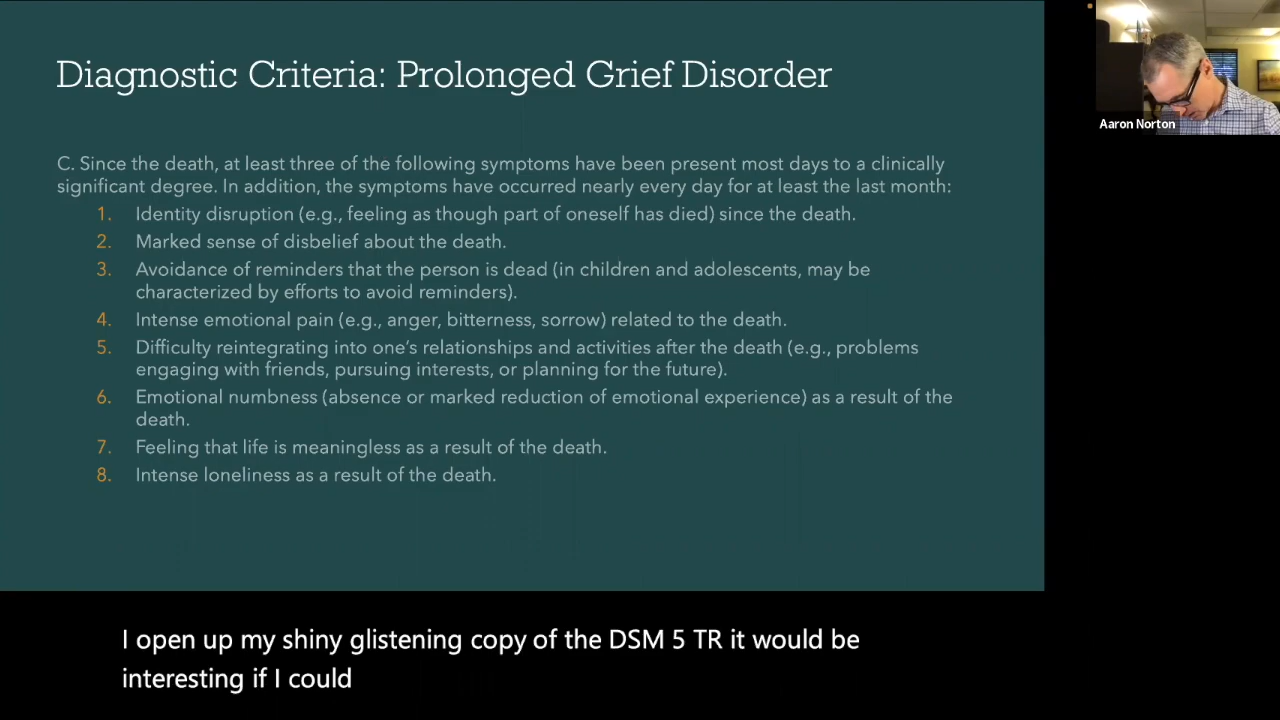 Diagnostic Criteria: Prolonged Grief Disorder
Aaron Norton
C. Since the death, at least three of the following symptoms have been present most days to a clinically
significant degree. In addition, the symptoms have occurred nearly every day for at least the last month:
1. Identity disruption (e.g., feeling as though part of oneself has died) since the death.
2. Marked sense of disbelief about the death.
3. Avoidance of reminders that the person is dead (in children and adolescents, may be
characterized by efforts to avoid reminders).
4. Intense emotional pain (e.g., anger, bitterness, sorrow) related to the death.
5. Difficulty reintegrating into one's relationships and activities after the death (e.g., problems
engaging with friends, pursuing interests, or planning for the future).
6. Emotional numbness (absence or marked reduction of emotional experience) as a result of the
death.
7. Feeling that life is meaningless as a result of the death.
8. Intense loneliness as a result of the death.
I open up my shiny glistening copy of the DSM 5 TR it would be
interesting if I could